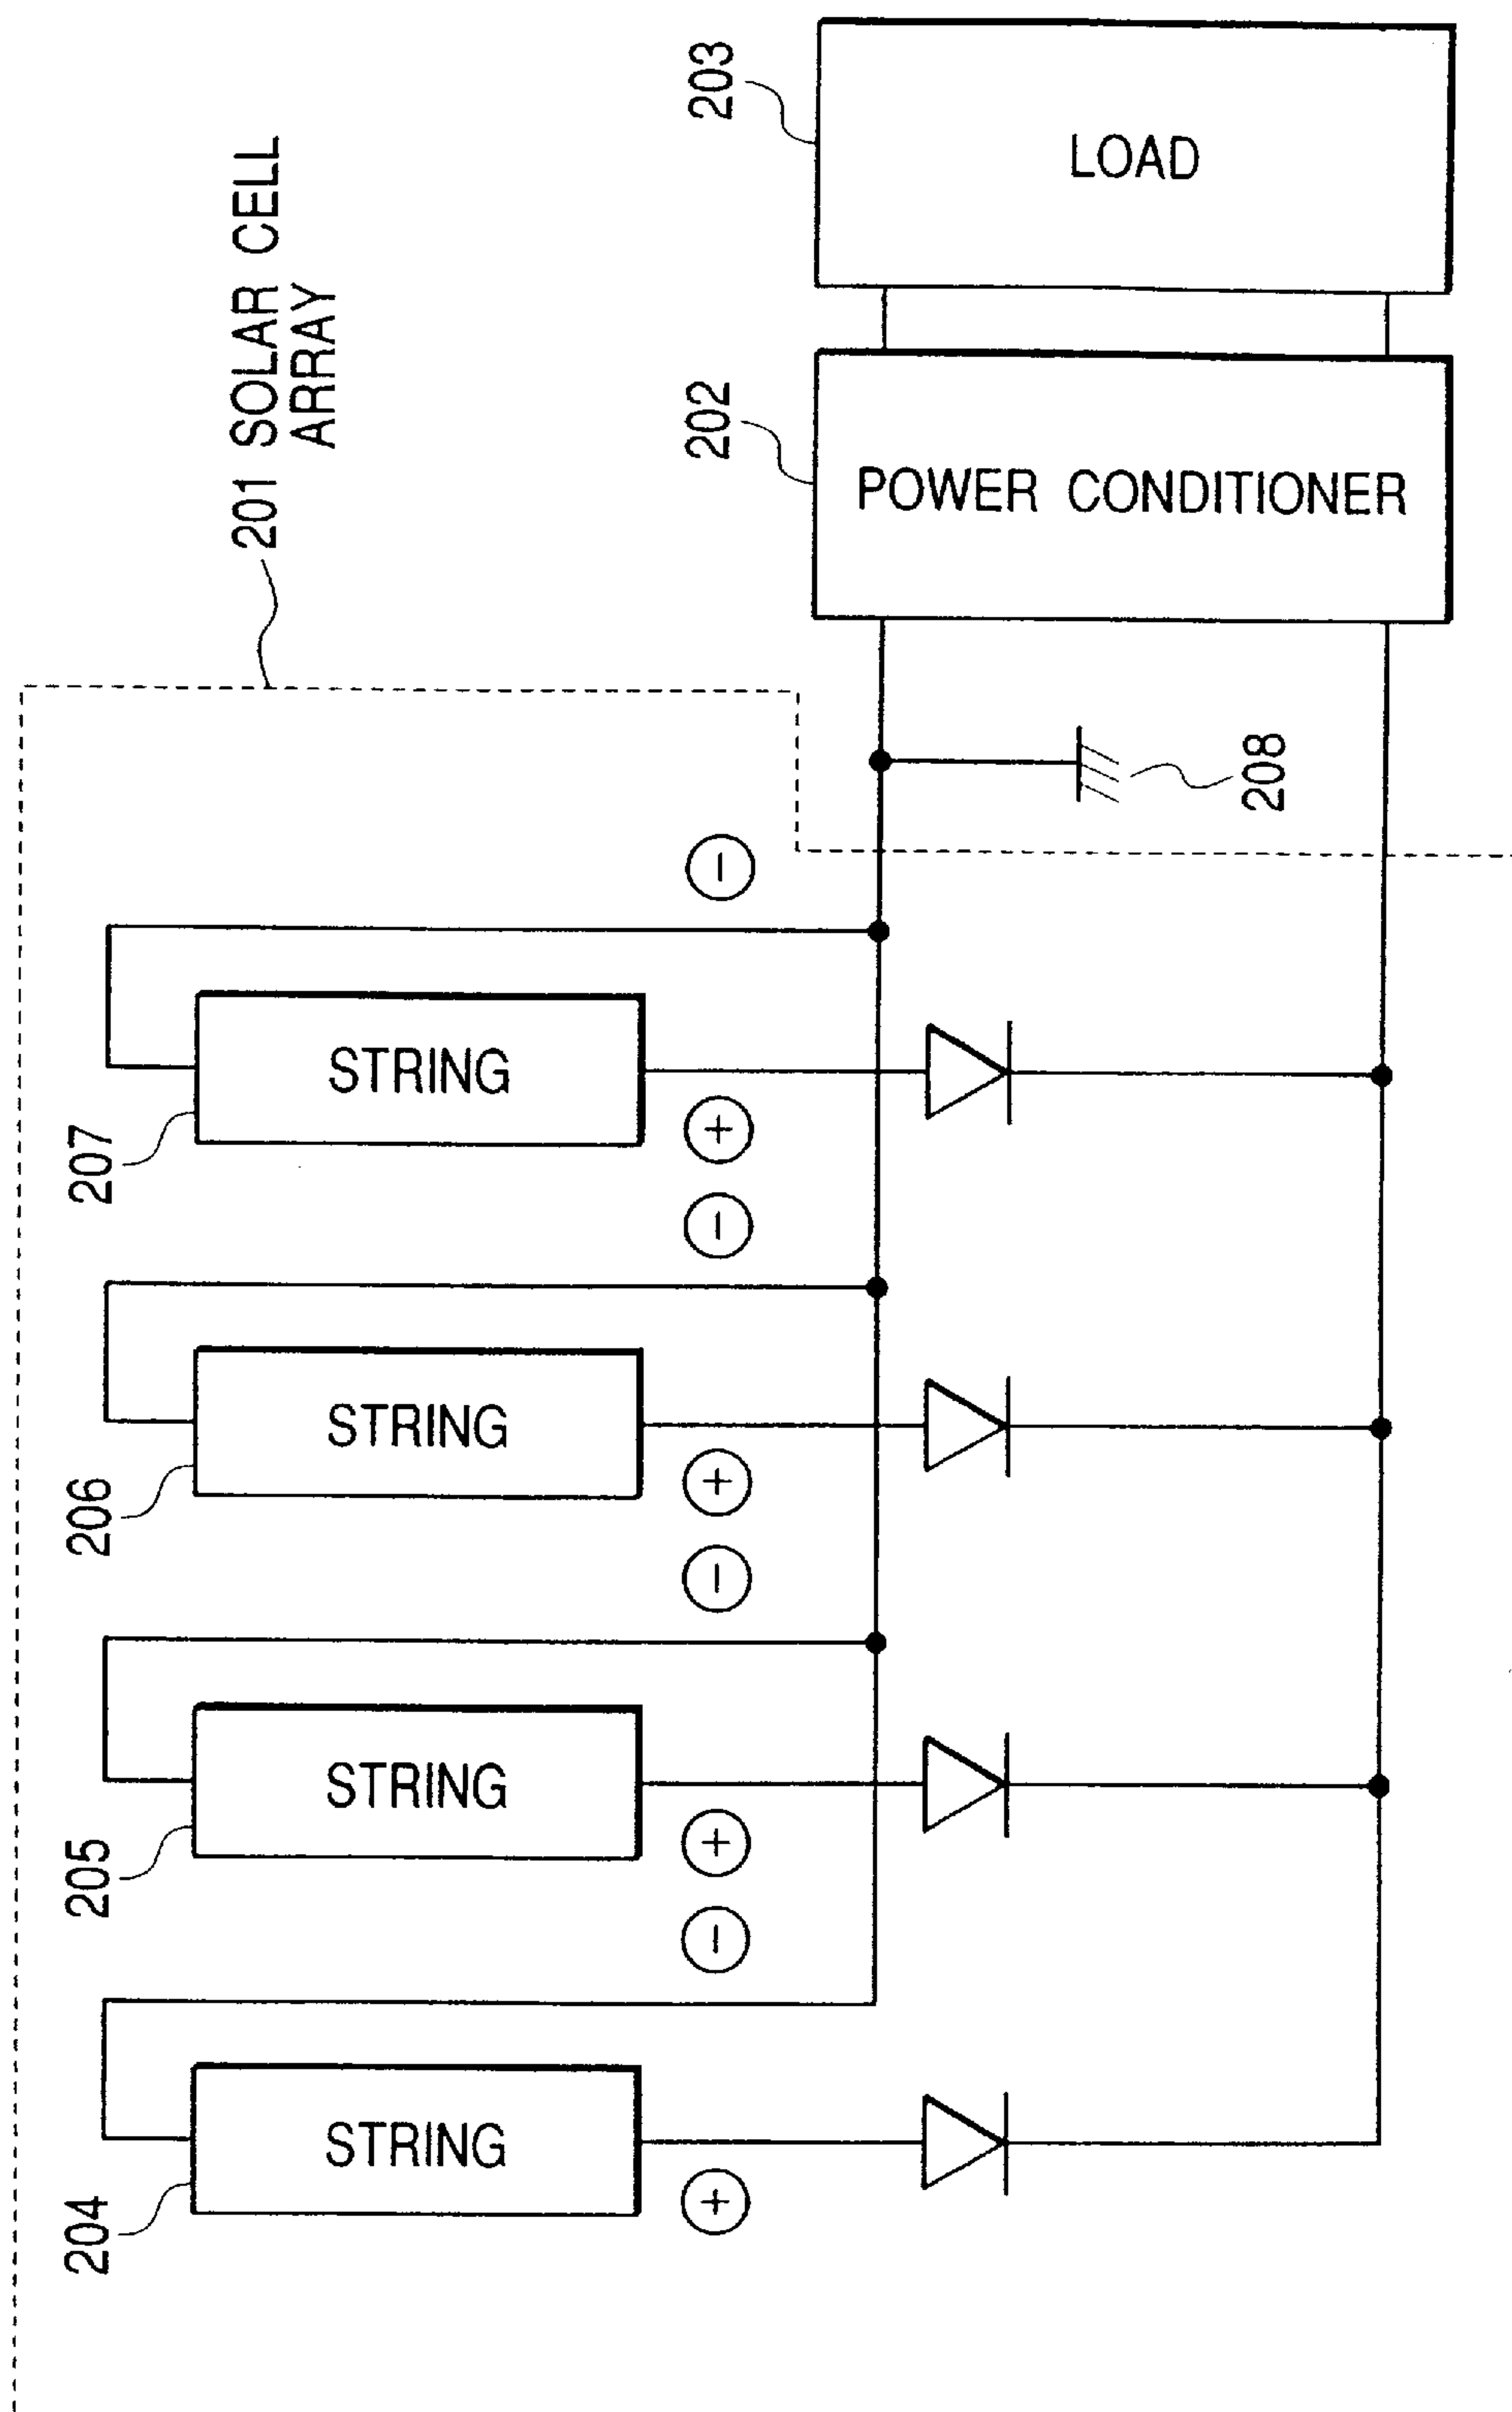 201 SOLAR CELL
ARRAY
203
LOAD
202
POWER CONDITIONER
208
207
STRING
+
−
206
STRING
+
−
205
STRING
+
−
204
STRING
+
−